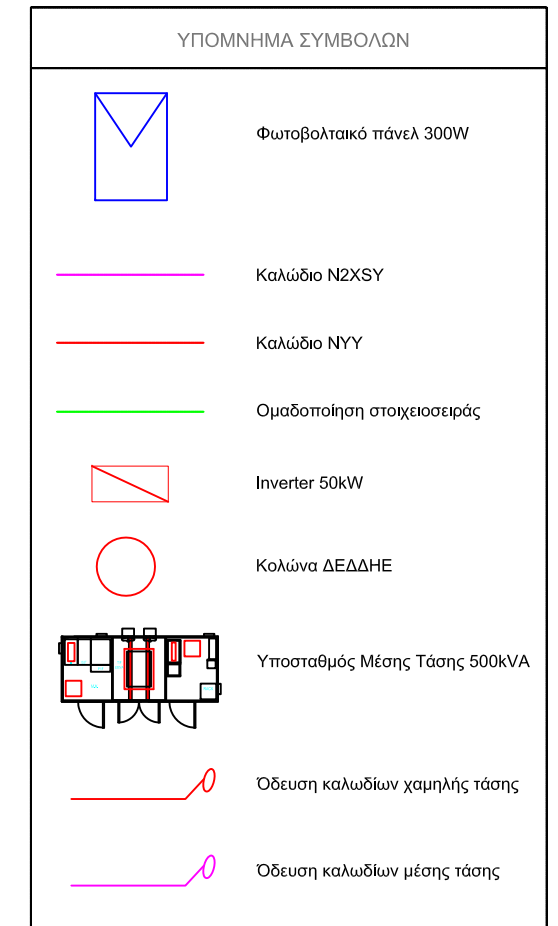 ΥΠΟΜΝΗΜΑ ΣΥΜΒΟΛΩΝ
Φωτοβολταικό πάνελ 300W
Καλώδιο N2XSY
Καλώδιο NYY
Ομαδοποίηση στοιχειοσειράς
Inverter 50kW
Κολώνα ΔΕΔΔΗΕ
Υποσταθμός Μέσης Τάσης 500kVA
Όδευση καλωδίων χαμηλής τάσης
Όδευση καλωδίων μέσης τάσης